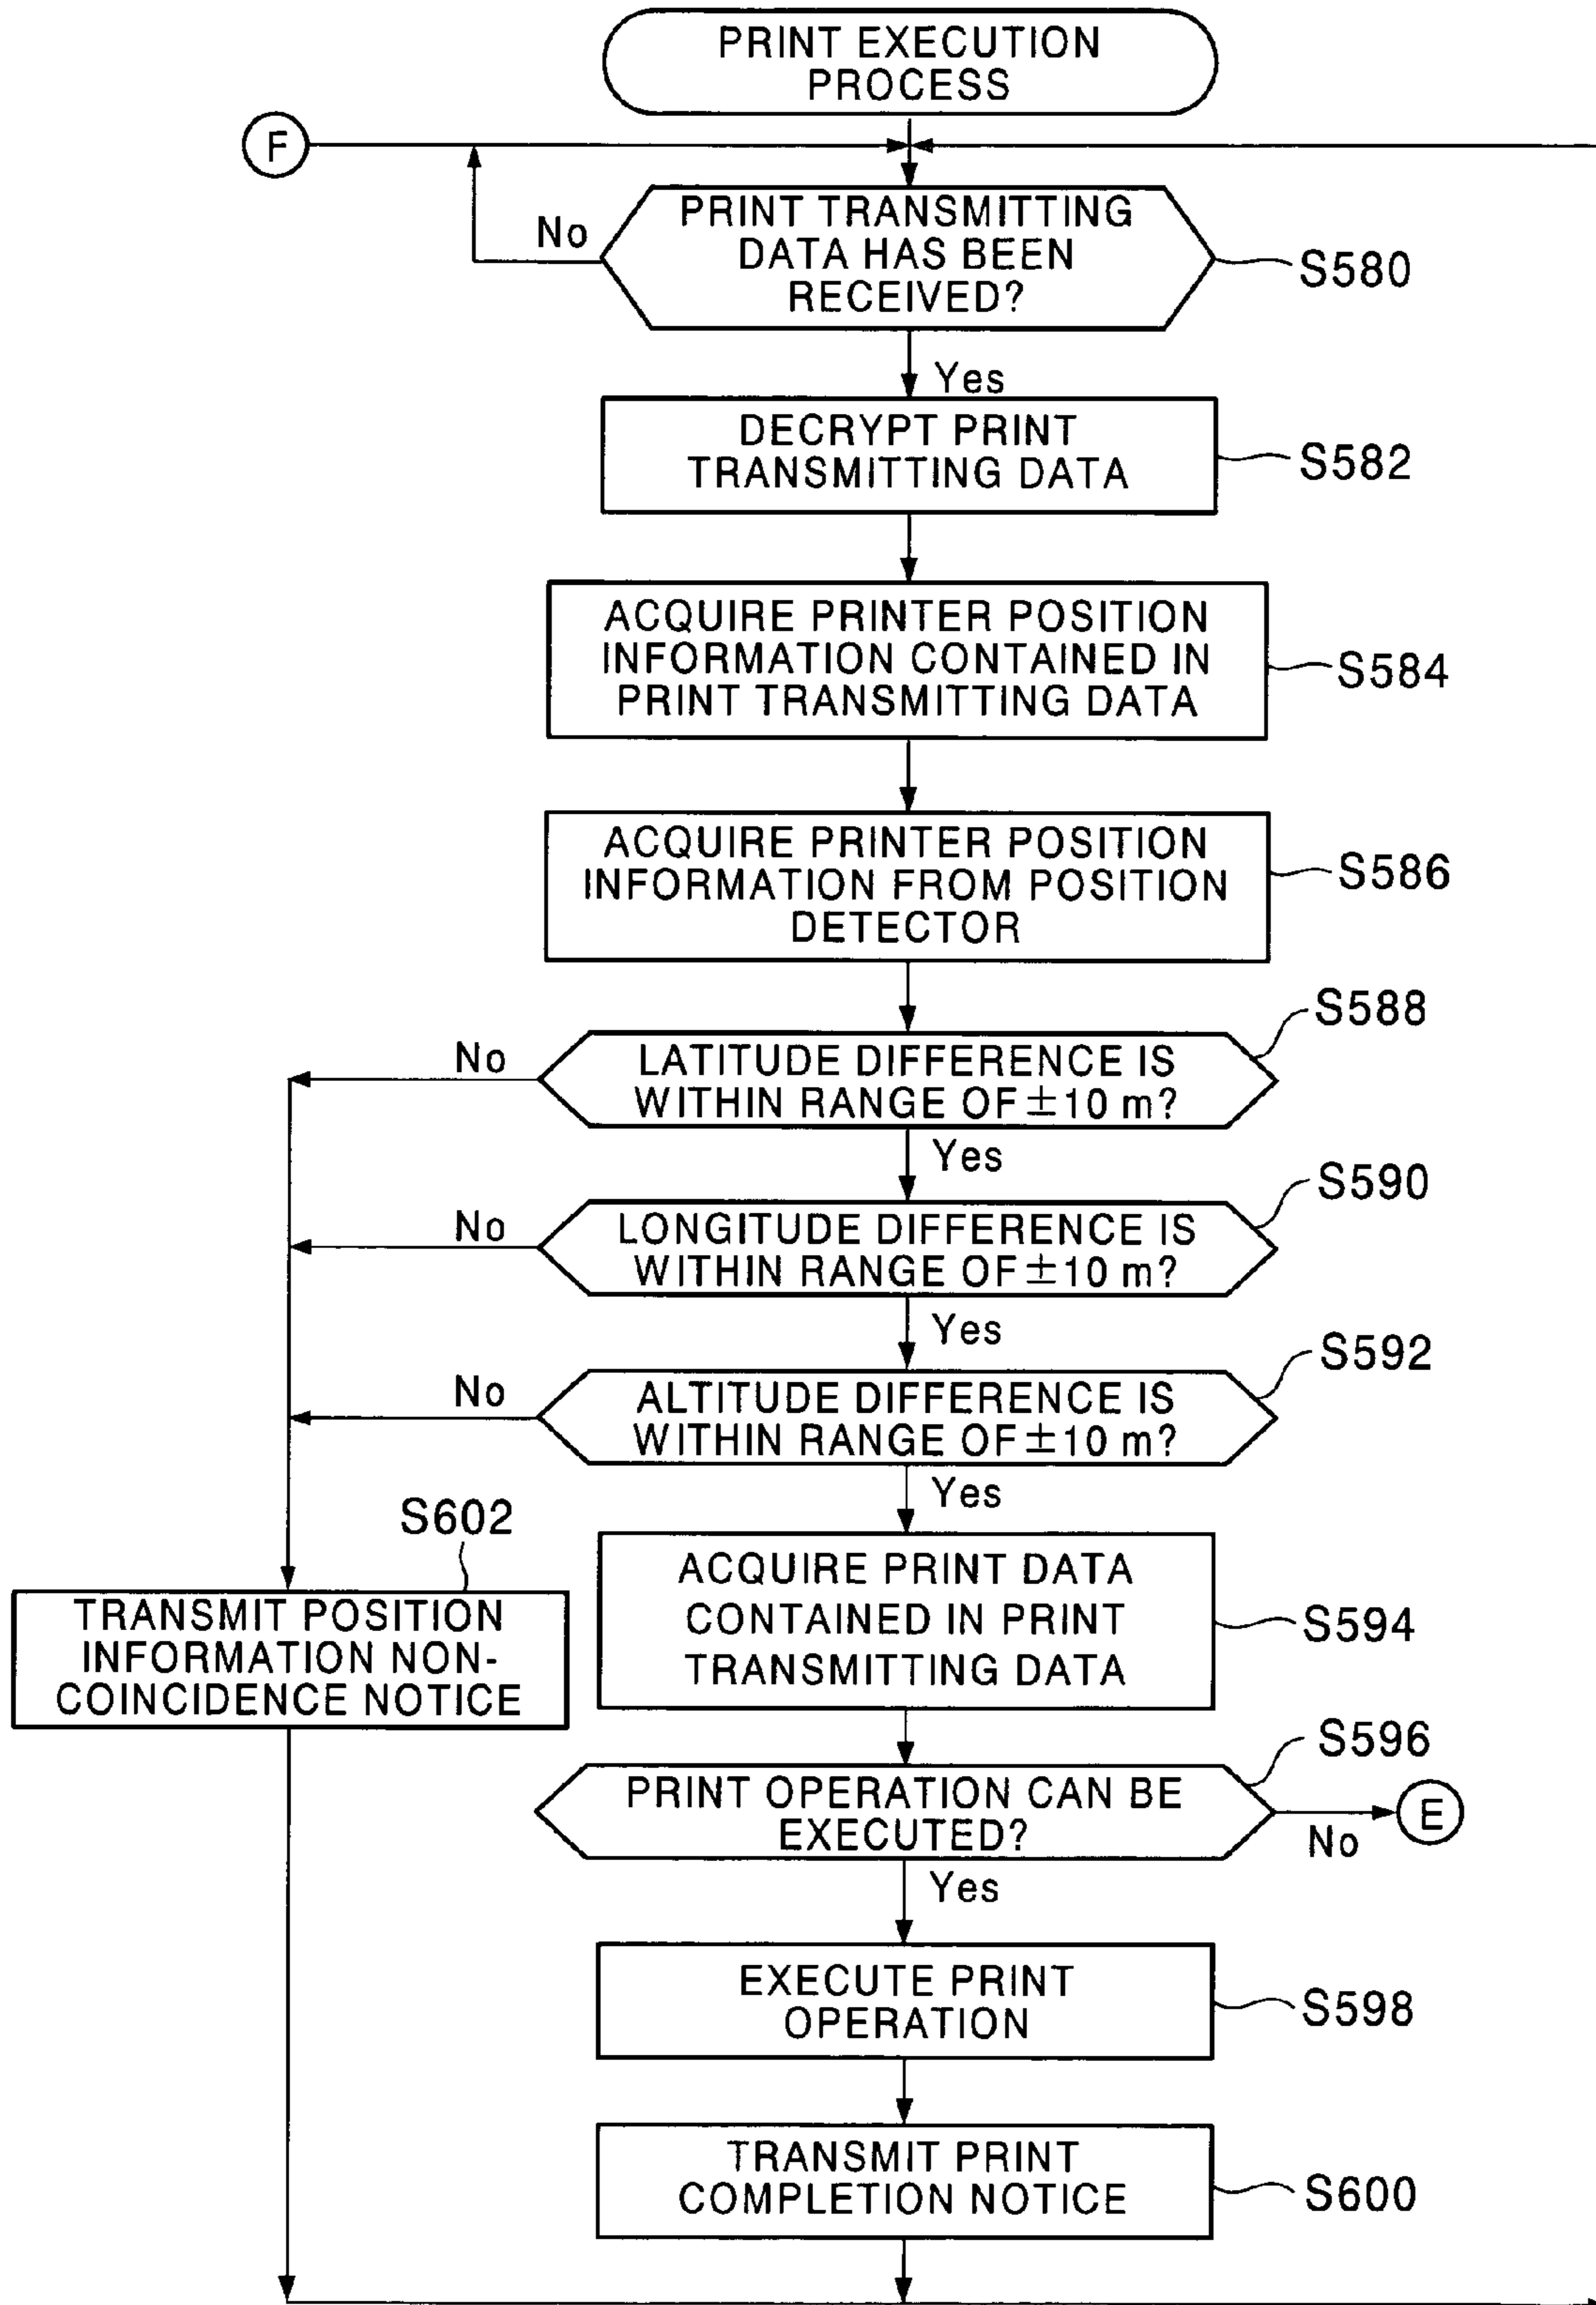 PRINT EXECUTION
PROCESS
F
No
PRINT TRANSMITTING
DATA HAS BEEN
RECEIVED?
S580
Yes
DECRYPT PRINT
TRANSMITTING DATA
S582
ACQUIRE PRINTER POSITION
INFORMATION CONTAINED IN
PRINT TRANSMITTING DATA
S584
ACQUIRE PRINTER POSITION
INFORMATION FROM POSITION
DETECTOR
S586
S588
No
LATITUDE DIFFERENCE IS
WITHIN RANGE OF ±10 m?
Yes
S590
No
LONGITUDE DIFFERENCE IS
WITHIN RANGE OF ±10 m?
Yes
S592
No
ALTITUDE DIFFERENCE IS
WITHIN RANGE OF ±10 m?
Yes
S602
TRANSMIT POSITION
INFORMATION NON-
COINCIDENCE NOTICE
ACQUIRE PRINT DATA
CONTAINED IN PRINT
TRANSMITTING DATA
S594
S596
PRINT OPERATION CAN BE
EXECUTED?
No
E
Yes
EXECUTE PRINT
OPERATION
S598
TRANSMIT PRINT
COMPLETION NOTICE
S600